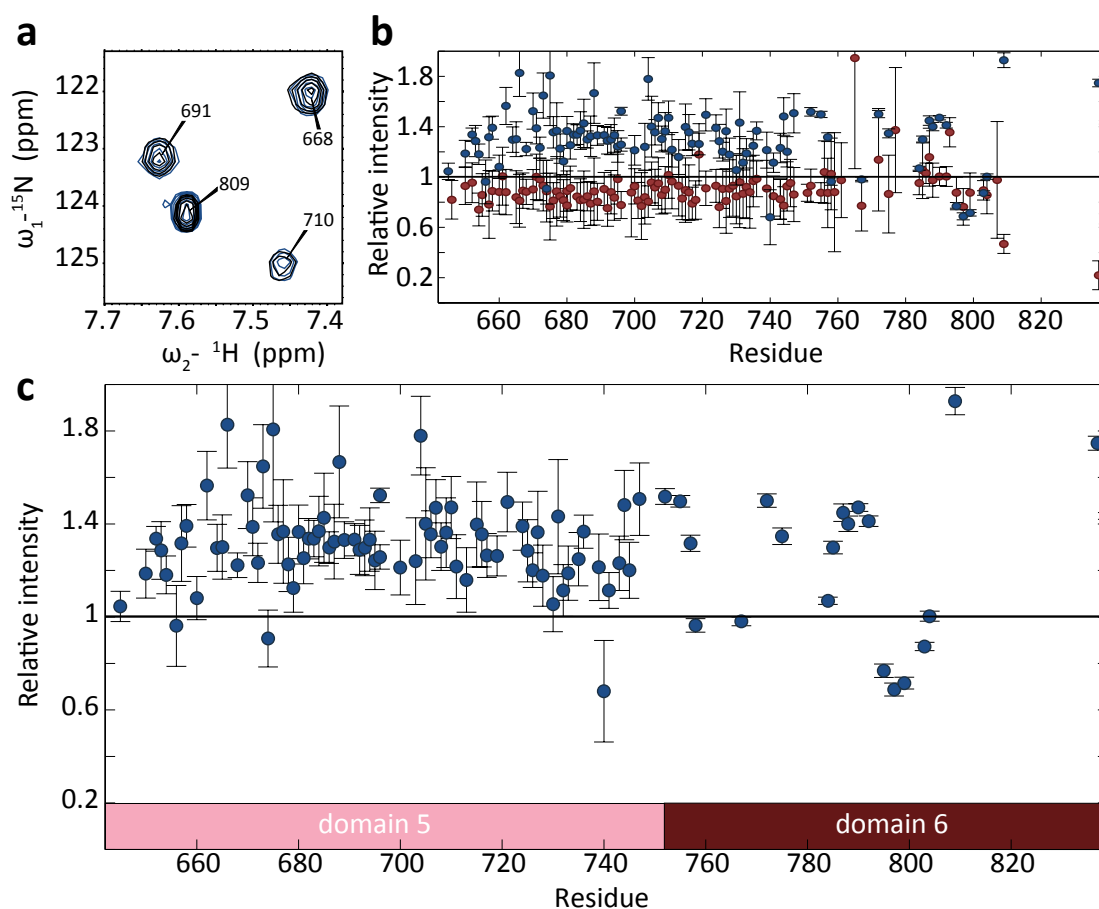 a
122
123
124
125
7.7
7.6
7.5
7.4
ω1-15N (ppm)
ω2- 1H (ppm)
691
668
809
710
b
1.8
1.4
1
0.6
0.2
Relative intensity
660 680 700 720 740 760 780 800 820
Residue
c
1.8
1.4
1
0.6
0.2
Relative intensity
domain 5 domain 6
660 680 700 720 740 760 780 800 820
Residue